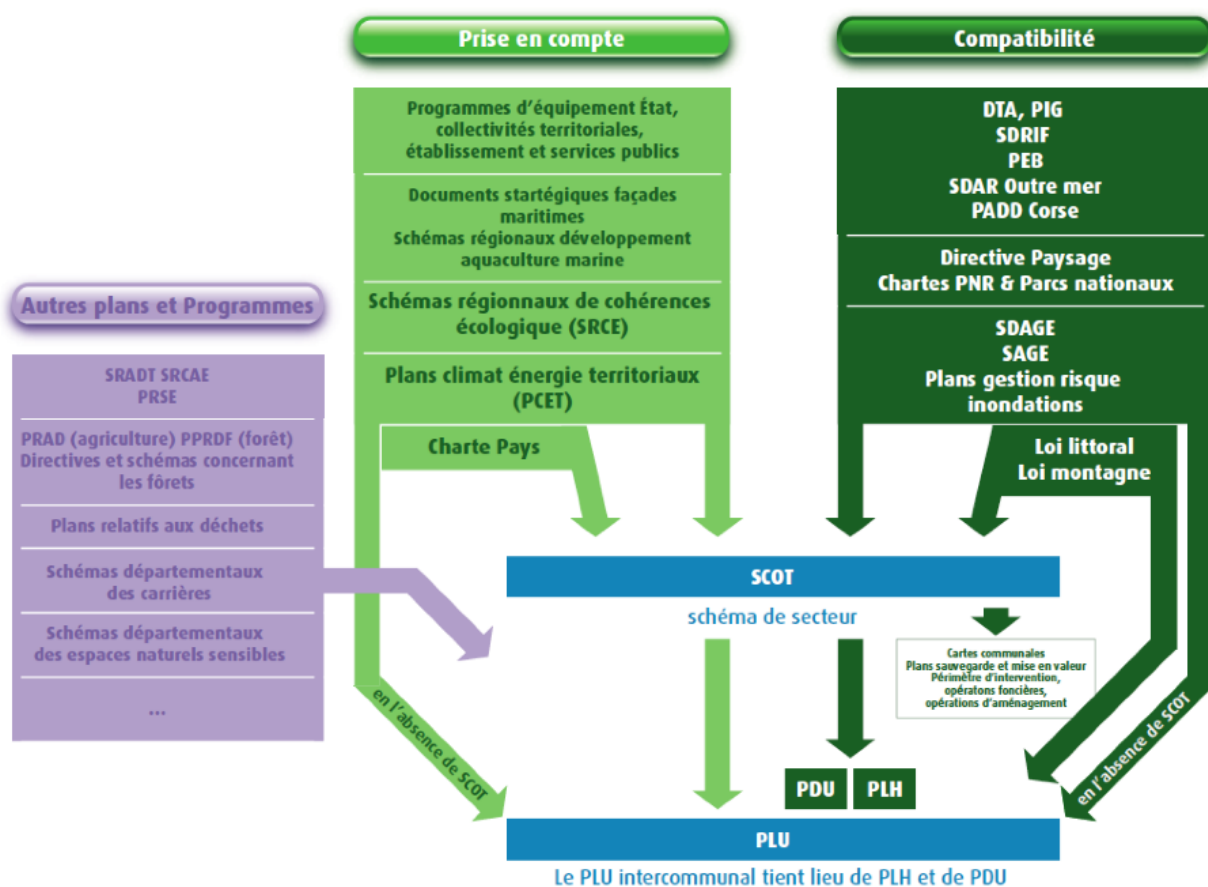 Prise en compte
Compatibilité
Programmes d'équipement État,
collectivités territoriales,
établissement et services publics
Documents startégiques façades
maritimes
Schémas régionaux développement
aquaculture marine
Schémas régionnaux de cohérences
écologique (SRCE)
Plans climat énergie territoriaux
(PCET)
Charte Pays
DTA, PIG
SDRIF
PEB
SDAR Outre mer
PADD Corse
Directive Paysage
Chartes PNR & Parcs nationaux
SDAGE
SAGE
Plans gestion risque
inondations
Loi littoral
Loi montagne
Autres plans et Programmes
SRADT SRCAE
PRSE
PRAD (agriculture) PPRDF (forêt)
Directives et schémas concernant
les fôrets
Plans relatifs aux déchets
Schémas départementaux
des carrières
Schémas départementaux
des espaces naturels sensibles
...
SCOT
schéma de secteur
Cartes communales
Plans sauvegarde et mise en valeur
Périmètre d'intervention,
opératons foncières,
opérations d'aménagement
en l'absence de SCOT
en l'absence de SCOT
PDU
PLH
PLU
Le PLU intercommunal tient lieu de PLH et de PDU